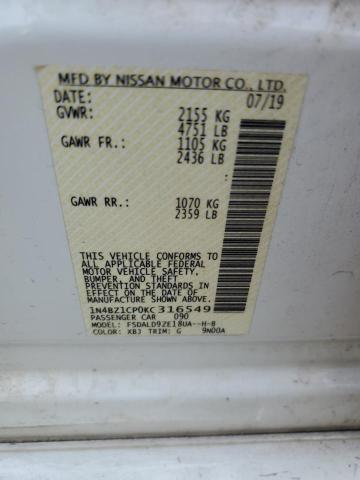 MFD BY NISSAN MOTOR CO., LTD.
DATE: 07/19
GVWR: 2155 KG
4751 LB
GAWR FR.: 1105 KG
2436 LB
:
GAWR RR.: 1070 KG
2359 LB
THIS VEHICLE CONFORMS TO
ALL APPLICABLE FEDERAL
MOTOR VEHICLE SAFETY,
BUMPER, AND THEFT
PREVENTION STANDARDS
IN EFFECT ON THE DATE OF
MANUFACTURE SHOWN ABOVE.
1N4BZ1CP0KC316549
PASSENGER CAR 090
MODEL: FSDALD9ZE18UA--H-B
COLOR: XBJ TRIM: G 9N00A